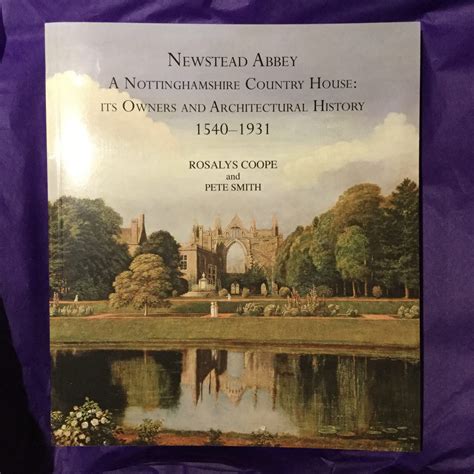 NEWSTEAD ABBEY
A NOTTINGHAMSHIRE COUNTRY HOUSE:
ITS OWNERS AND ARCHITECTURAL HISTORY
1540–1931
ROSALYS COOPE
and
PETE SMITH